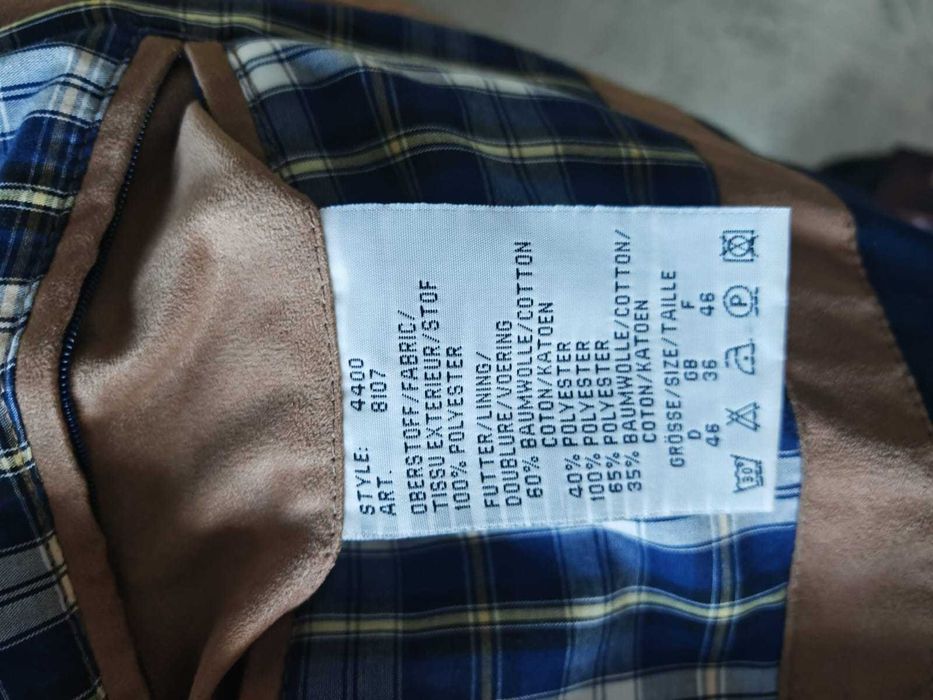 STYLE: 4400
ART. 8107
OBERSTOFF/FABRIC/
TISSU EXTERIEUR/STOF
100% POLYESTER
FUTTER/LINING/
DOUBLURE/VOERING
60% BAUMWOLLE/COTTON
COTON/KATOEN
40% POLYESTER
100% POLYESTER
65% POLYESTER
35% BAUMWOLLE/COTTON/
COTON/KATOEN
GRÖSSE/SIZE/TAILLE
D GB F
46 36 46
30° P